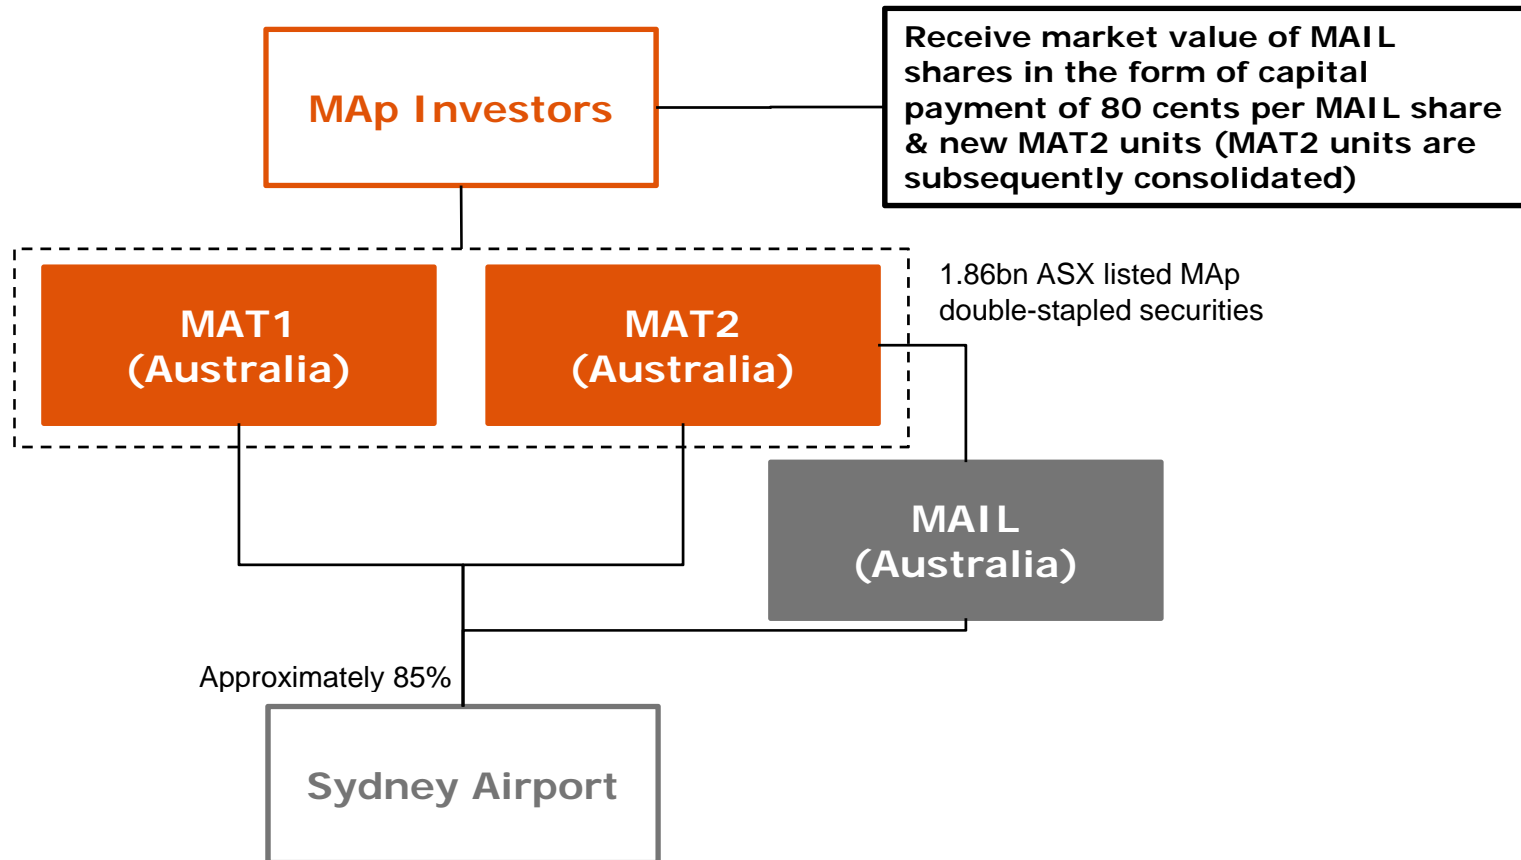 MAp Investors
Receive market value of MAIL
shares in the form of capital
payment of 80 cents per MAIL share
& new MAT2 units (MAT2 units are
subsequently consolidated)
MAT1
(Australia)
MAT2
(Australia)
1.86bn ASX listed MAp
double-stapled securities
MAIL
(Australia)
Approximately 85%
Sydney Airport